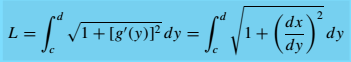 L = ∫_c^d √(1 + [g′(y)]²) dy = ∫_c^d √(1 + (dx/dy)²) dy